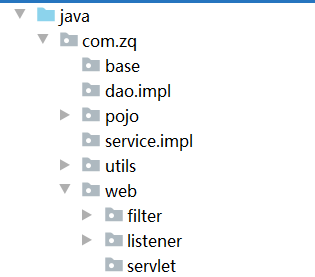 java
com.zq
base
dao.impl
pojo
service.impl
utils
web
filter
listener
servlet